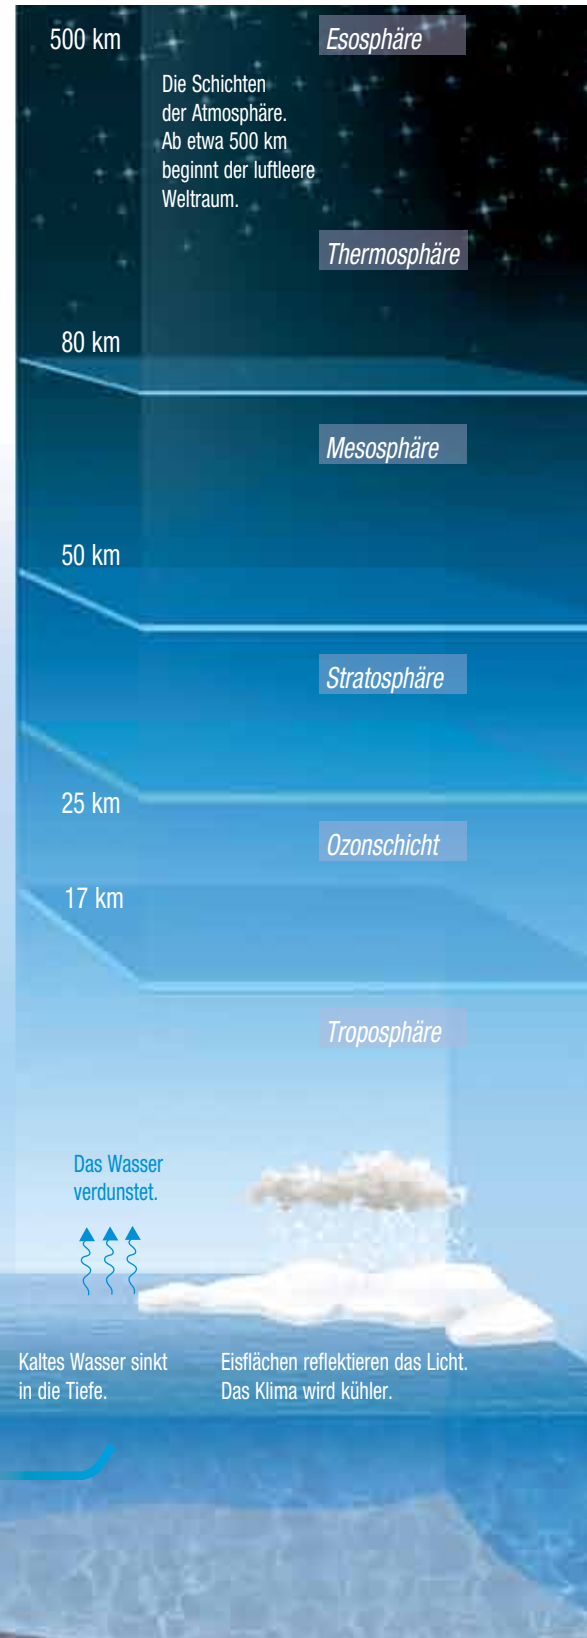 500 km
Esosphäre
Die Schichten
der Atmosphäre.
Ab etwa 500 km
beginnt der luftleere
Weltraum.
Thermosphäre
80 km
Mesosphäre
50 km
Stratosphäre
25 km
Ozonschicht
17 km
Troposphäre
Das Wasser
verdunstet.
Kaltes Wasser sinkt
in die Tiefe.
Eisflächen reflektieren das Licht.
Das Klima wird kühler.